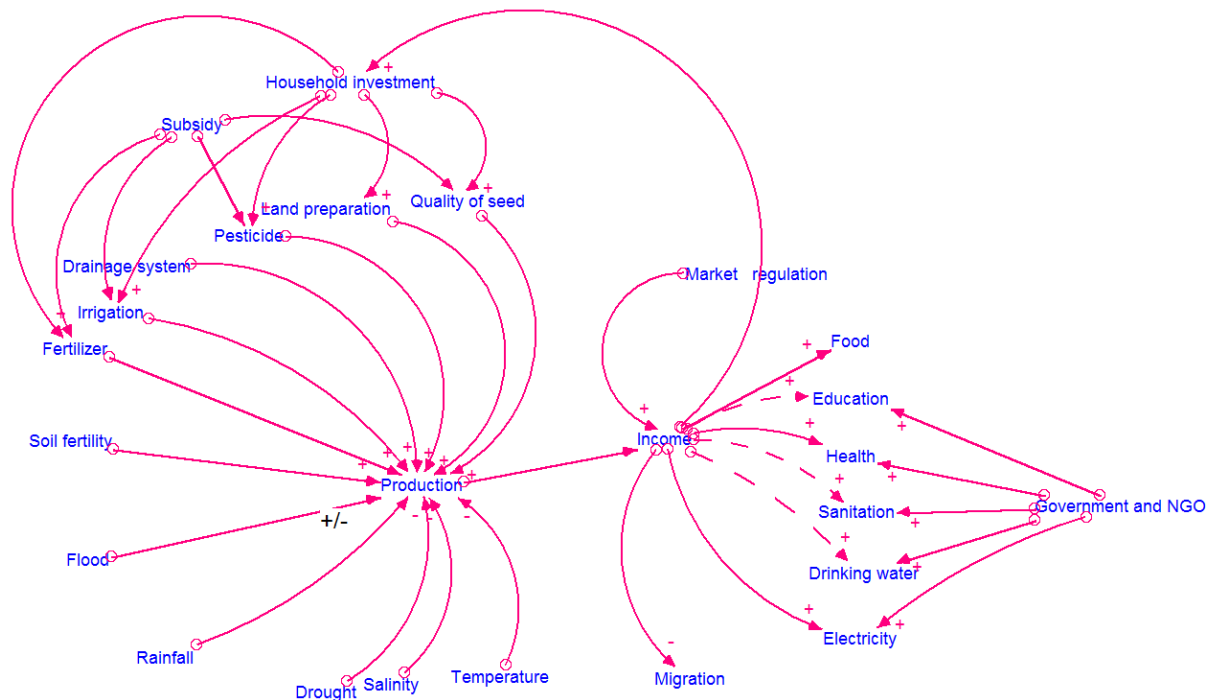 +
Household investment
Subsidy
+
+
Quality of seed
+
Land preparation
Pesticide
Drainage system
Market regulation
+
Irrigation
+
Fertilizer
+
Food
+
Education
+
+
Income
Soil fertility
+
+
+
+
+
+
Health
+
+
Production
+
Sanitation
Government and NGO
+/-
-
-
-
+
+
Flood
Drinking water
+
+
+
Electricity
Rainfall
-
Migration
Temperature
Salinity
Drought